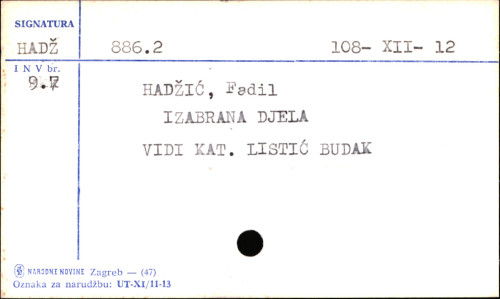 SIGNATURA
HADŽ 886.2 108- XII- 12
I N V br.
9.7
HADŽIĆ, Fadil
IZABRANA DJELA
VIDI KAT. LISTIĆ BUDAK
NARODNE NOVINE Zagreb — (47)
Oznaka za narudžbu: UT-XI/11-13